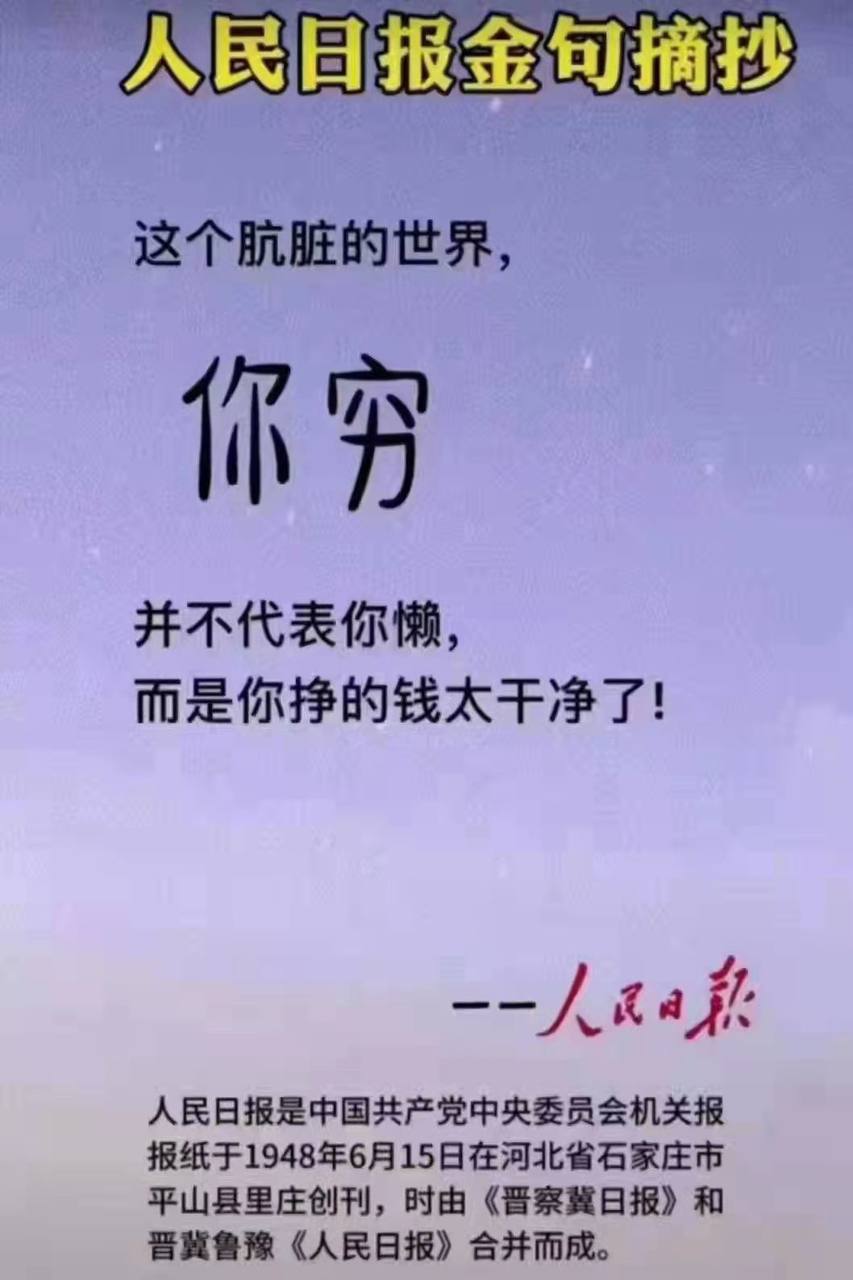 人民日报金句摘抄
这个肮脏的世界，
你穷
并不代表你懒，
而是你挣的钱太干净了!
——人民日报
人民日报是中国共产党中央委员会机关报
报纸于1948年6月15日在河北省石家庄市
平山县里庄创刊，时由《晋察冀日报》和
晋冀鲁豫《人民日报》合并而成。